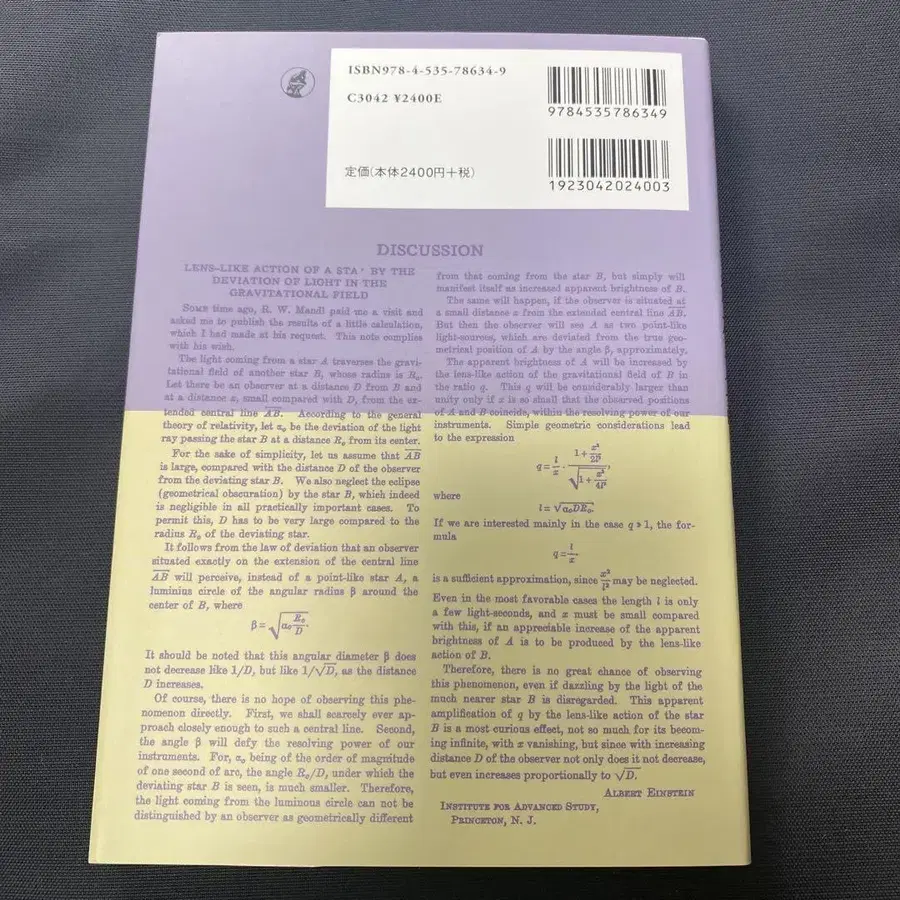 ISBN978-4-535-78634-9
C3042 ¥2400E
9784535786349
定価(本体2400円+税)
1923042024003
DISCUSSION
LENS-LIKE ACTION OF A STA BY THE
DEVIATION OF LIGHT IN THE
GRAVITATIONAL FIELD
Some time ago, R. W. Mandl paid me a visit and
asked me to publish the results of a little calculation,
which I had made at his request. This note complies
with his wish.
The light coming from a star A traverses the gravi-
tational field of another star B, whose radius is Ro.
Let there be an observer at a distance D from B and
at a distance x, small compared with D, from the ex-
tended central line A̅B̅. According to the general
theory of relativity, let αo be the deviation of the light
ray passing the star B at a distance Ro from its center.
For the sake of simplicity, let us assume that A̅B̅
is large, compared with the distance D of the observer
from the deviating star B. We also neglect the eclipse
(geometrical obscuration) by the star B, which indeed
is negligible in all practically important cases. To
permit this, D has to be very large compared to the
radius Ro of the deviating star.
It follows from the law of deviation that an observer
situated exactly on the extension of the central line
A̅B̅ will perceive, instead of a point-like star A, a
luminius circle of the angular radius β around the
center of B, where
β = √(αo Ro/D).
It should be noted that this angular diameter β does
not decrease like 1/D, but like 1/√D, as the distance
D increases.
Of course, there is no hope of observing this phe-
nomenon directly. First, we shall scarcely ever ap-
proach closely enough to such a central line. Second,
the angle β will defy the resolving power of our
instruments. For, αo being of the order of magnitude
of one second of arc, the angle Ro/D, under which the
deviating star B is seen, is much smaller. Therefore,
the light coming from the luminous circle can not be
distinguished by an observer as geometrically different
from that coming from the star B, but simply will
manifest itself as increased apparent brightness of B.
The same will happen, if the observer is situated at
a small distance x from the extended central line A̅B̅.
But then the observer will see A as two point-like
light-sources, which are deviated from the true geo-
metrical position of A by the angle β, approximately.
The apparent brightness of A will be increased by
the lens-like action of the gravitational field of B in
the ratio q. This q will be considerably larger than
unity only if x is so small that the observed positions
of A and B coincide, within the resolving power of our
instruments. Simple geometric considerations lead
to the expression
q = l/x · (1 + x²/2l²)/√(1 + x²/4l²),
where
l = √(αoDRo).
If we are interested mainly in the case q ≫ 1, the for-
mula
q = l/x
is a sufficient approximation, since x²/l² may be neglected.
Even in the most favorable cases the length l is only
a few light-seconds, and x must be small compared
with this, if an appreciable increase of the apparent
brightness of A is to be produced by the lens-like
action of B.
Therefore, there is no great chance of observing
this phenomenon, even if dazzling by the light of the
much nearer star B is disregarded. This apparent
amplification of q by the lens-like action of the star
B is a most curious effect, not so much for its becom-
ing infinite, with x vanishing, but since with increasing
distance D of the observer not only does it not decrease,
but even increases proportionally to √D.
ALBERT EINSTEIN
INSTITUTE FOR ADVANCED STUDY,
PRINCETON, N. J.